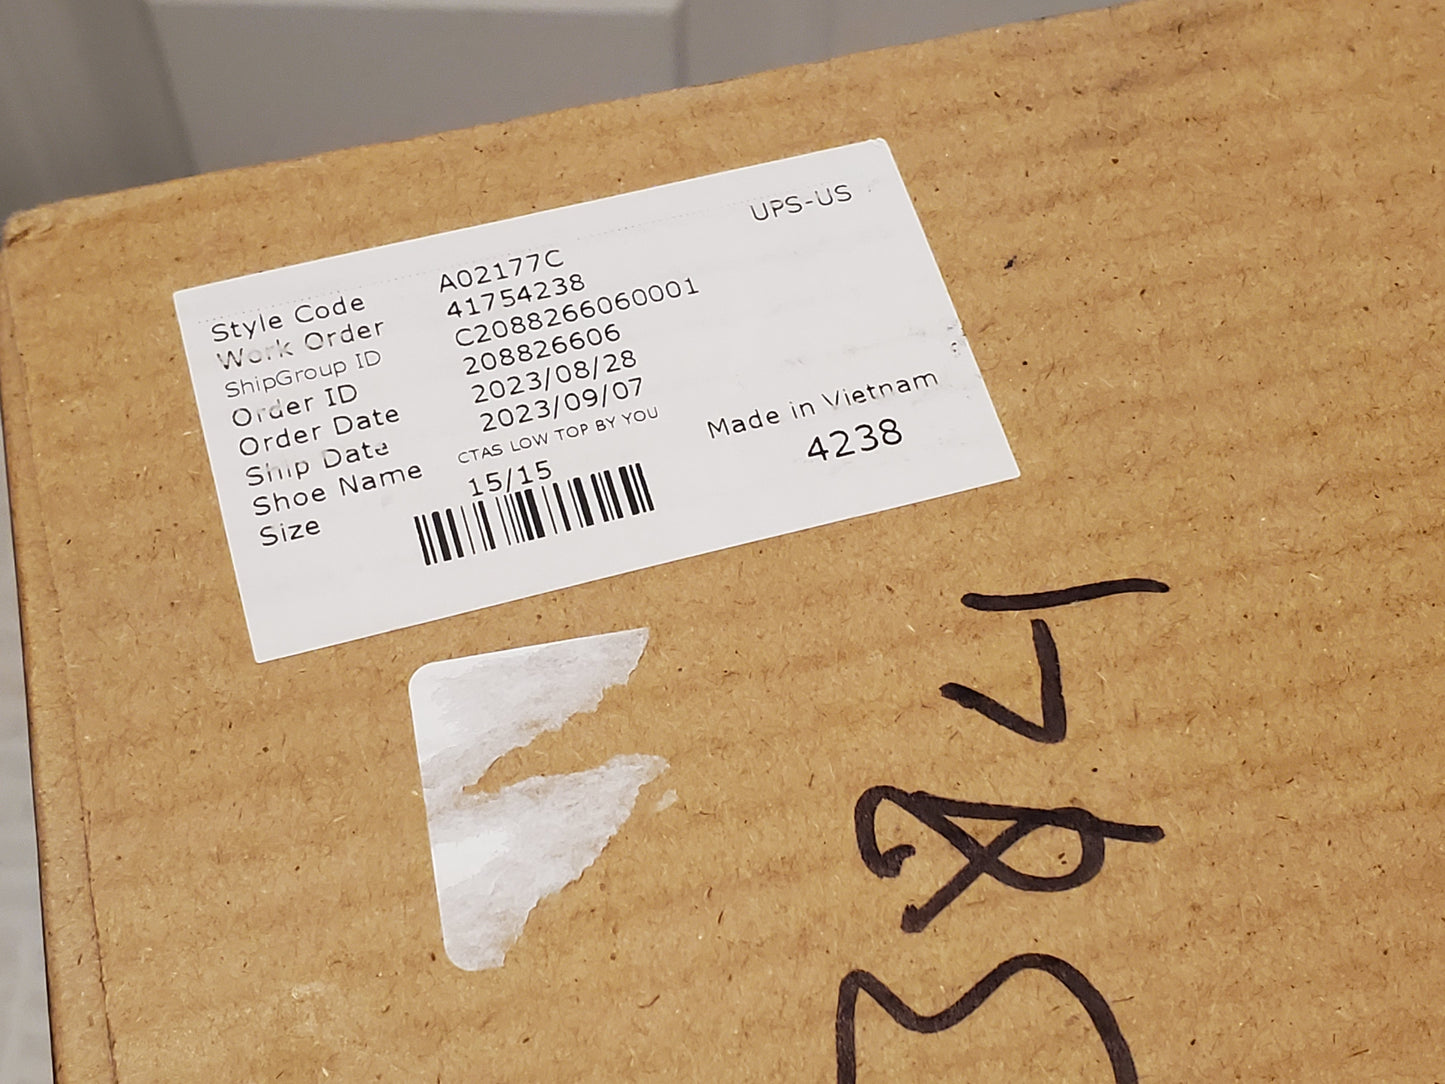 UPS-US
Style Code A02177C
Work Order 41754238
ShipGroup ID C2088266060001
Order ID 208826606
Order Date 2023/08/28
Ship Date 2023/09/07
Shoe Name CTAS LOW TOP BY YOU
Size 15/15
Made in Vietnam
4238